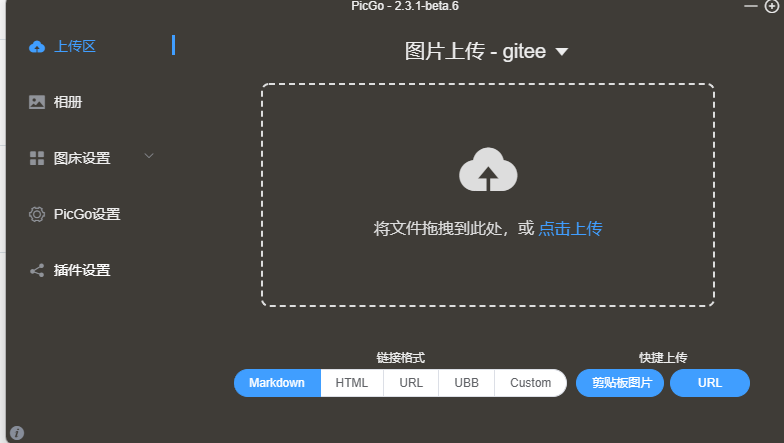 PicGo - 2.3.1-beta.6
上传区
相册
图床设置
PicGo设置
插件设置
图片上传 - gitee
将文件拖拽到此处，或 点击上传
链接格式
Markdown HTML URL UBB Custom
快捷上传
剪贴板图片 URL